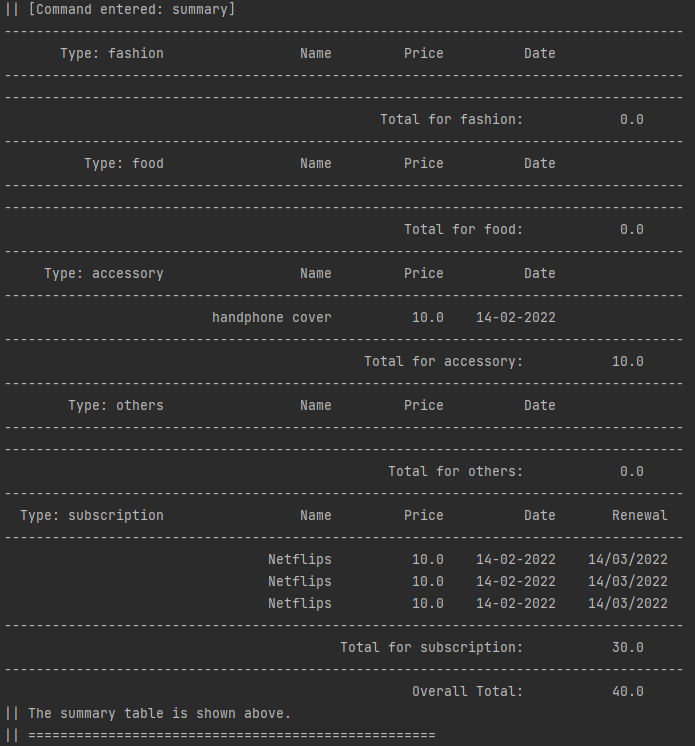 || [Command entered: summary]
-------------------------------------------------------------------------------------
Type: fashion Name Price Date
-------------------------------------------------------------------------------------
-------------------------------------------------------------------------------------
Total for fashion: 0.0
-------------------------------------------------------------------------------------
Type: food Name Price Date
-------------------------------------------------------------------------------------
-------------------------------------------------------------------------------------
Total for food: 0.0
-------------------------------------------------------------------------------------
Type: accessory Name Price Date
-------------------------------------------------------------------------------------
handphone cover 10.0 14-02-2022
-------------------------------------------------------------------------------------
Total for accessory: 10.0
-------------------------------------------------------------------------------------
Type: others Name Price Date
-------------------------------------------------------------------------------------
-------------------------------------------------------------------------------------
Total for others: 0.0
-------------------------------------------------------------------------------------
Type: subscription Name Price Date Renewal
-------------------------------------------------------------------------------------
Netflips 10.0 14-02-2022 14/03/2022
Netflips 10.0 14-02-2022 14/03/2022
Netflips 10.0 14-02-2022 14/03/2022
-------------------------------------------------------------------------------------
Total for subscription: 30.0
-------------------------------------------------------------------------------------
Overall Total: 40.0
|| The summary table is shown above.
|| ===================================================